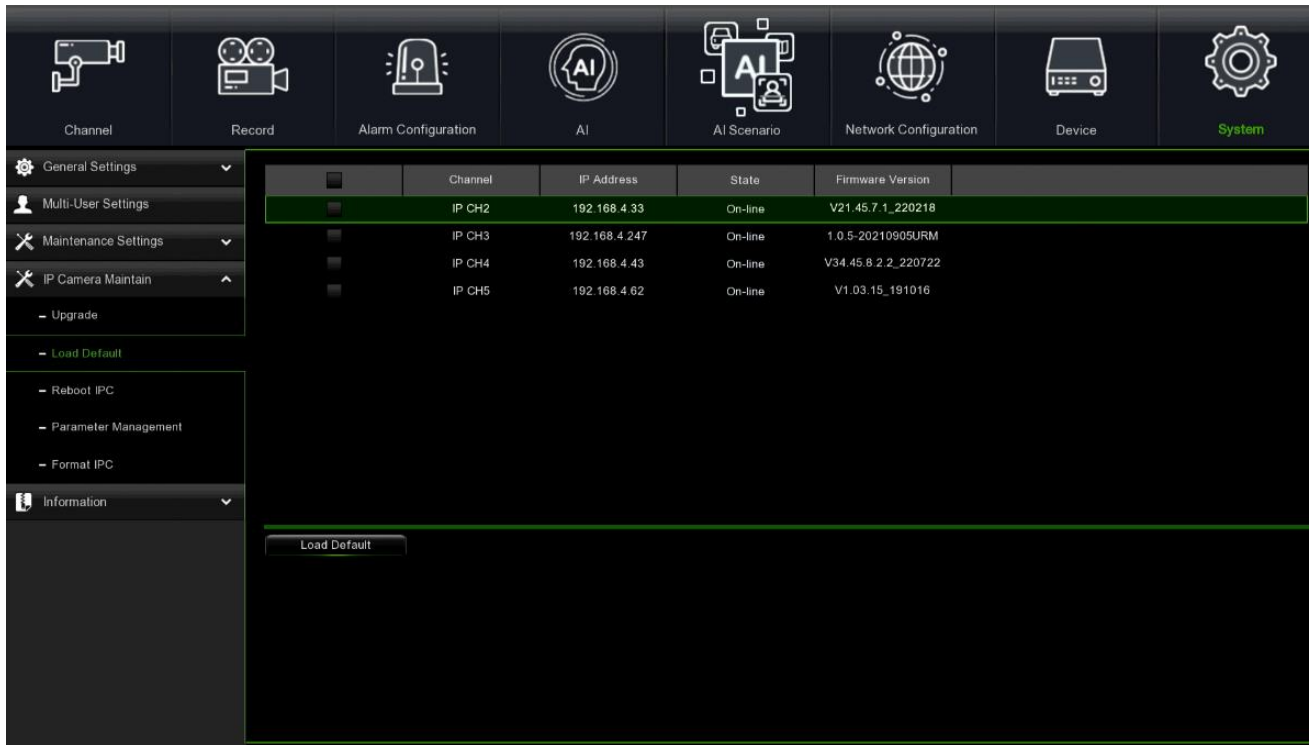 AI
AI
Channel Record Alarm Configuration AI AI Scenario Network Configuration Device System
General Settings
Multi-User Settings
Maintenance Settings
IP Camera Maintain
- Upgrade
- Load Default
- Reboot IPC
- Parameter Management
- Format IPC
Information
Channel IP Address State Firmware Version
IP CH2 192.168.4.33 On-line V21.45.7.1_220218
IP CH3 192.168.4.247 On-line 1.0.5-20210905URM
IP CH4 192.168.4.43 On-line V34.45.8.2.2_220722
IP CH5 192.168.4.62 On-line V1.03.15_191016
Load Default